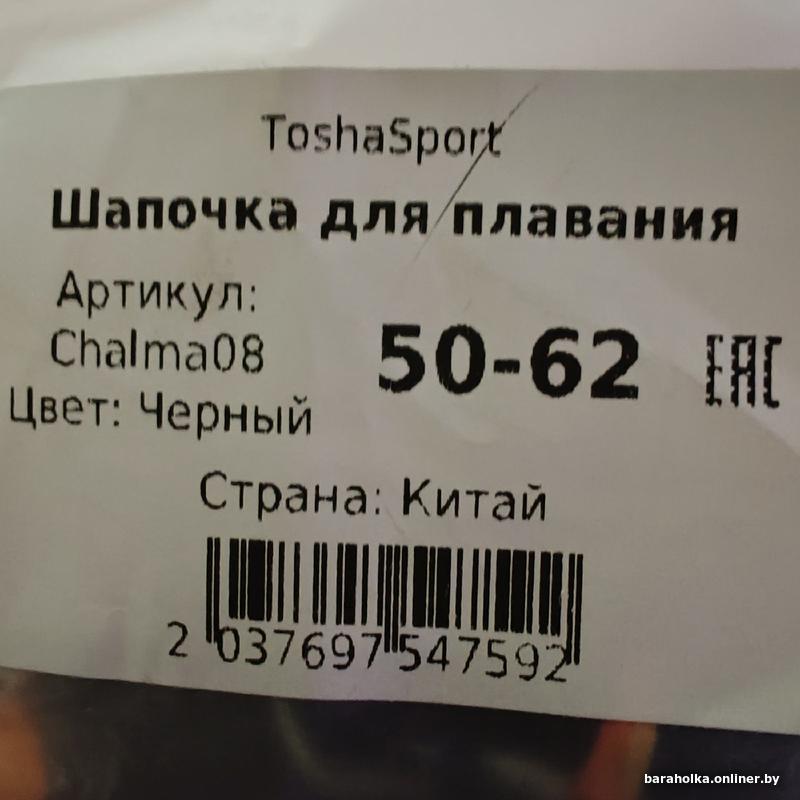 ToshaSport
Шапочка для плавания
Артикул:
Chalma08
50-62
EAC
Цвет: Черный
Страна: Китай
2 037697 547592
baraholka.onliner.by